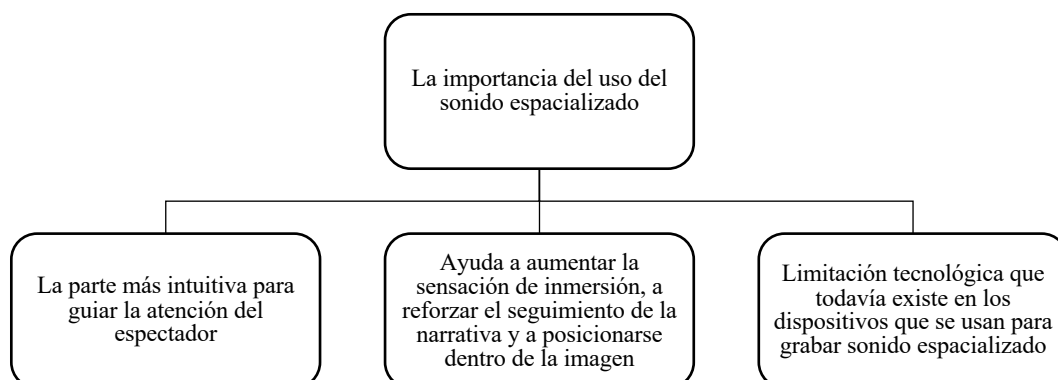 La importancia del uso del
sonido espacializado
La parte más intuitiva para
guiar la atención del
espectador
Ayuda a aumentar la
sensación de inmersión, a
reforzar el seguimiento de la
narrativa y a posicionarse
dentro de la imagen
Limitación tecnológica que
todavía existe en los
dispositivos que se usan para
grabar sonido espacializado